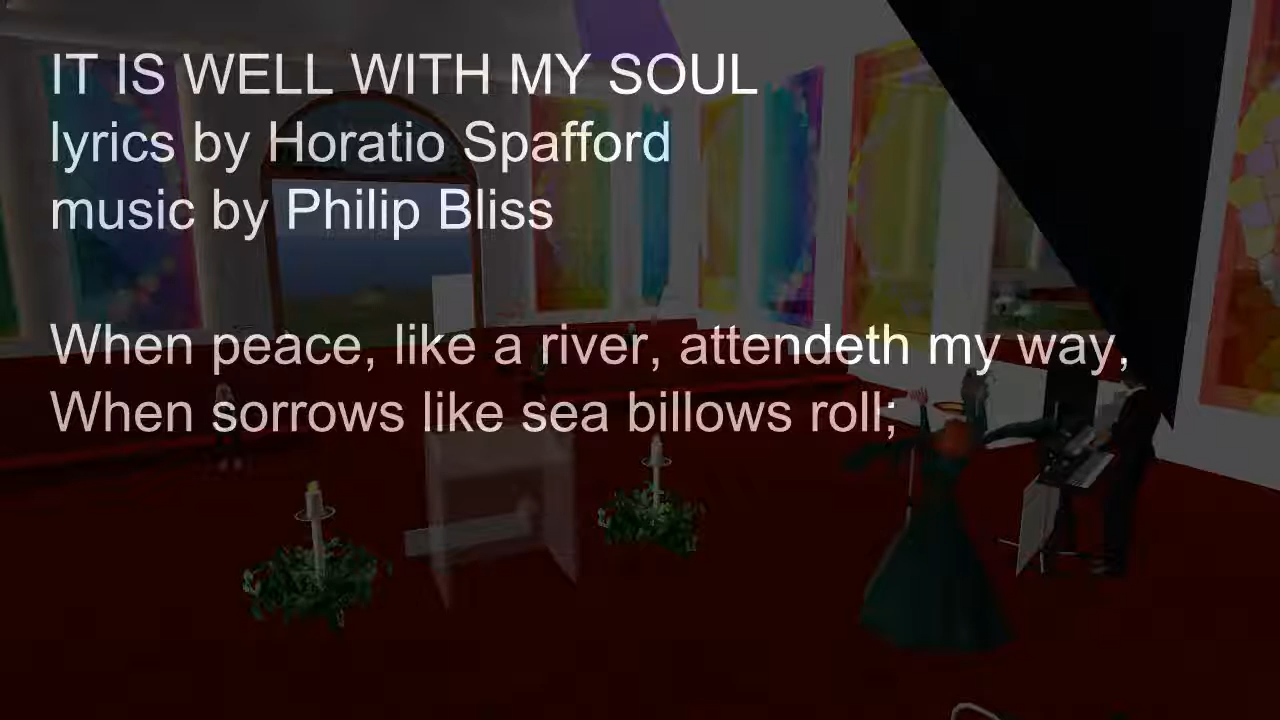 IT IS WELL WITH MY SOUL
lyrics by Horatio Spafford
music by Philip Bliss
When peace, like a river, attendeth my way,
When sorrows like sea billows roll;